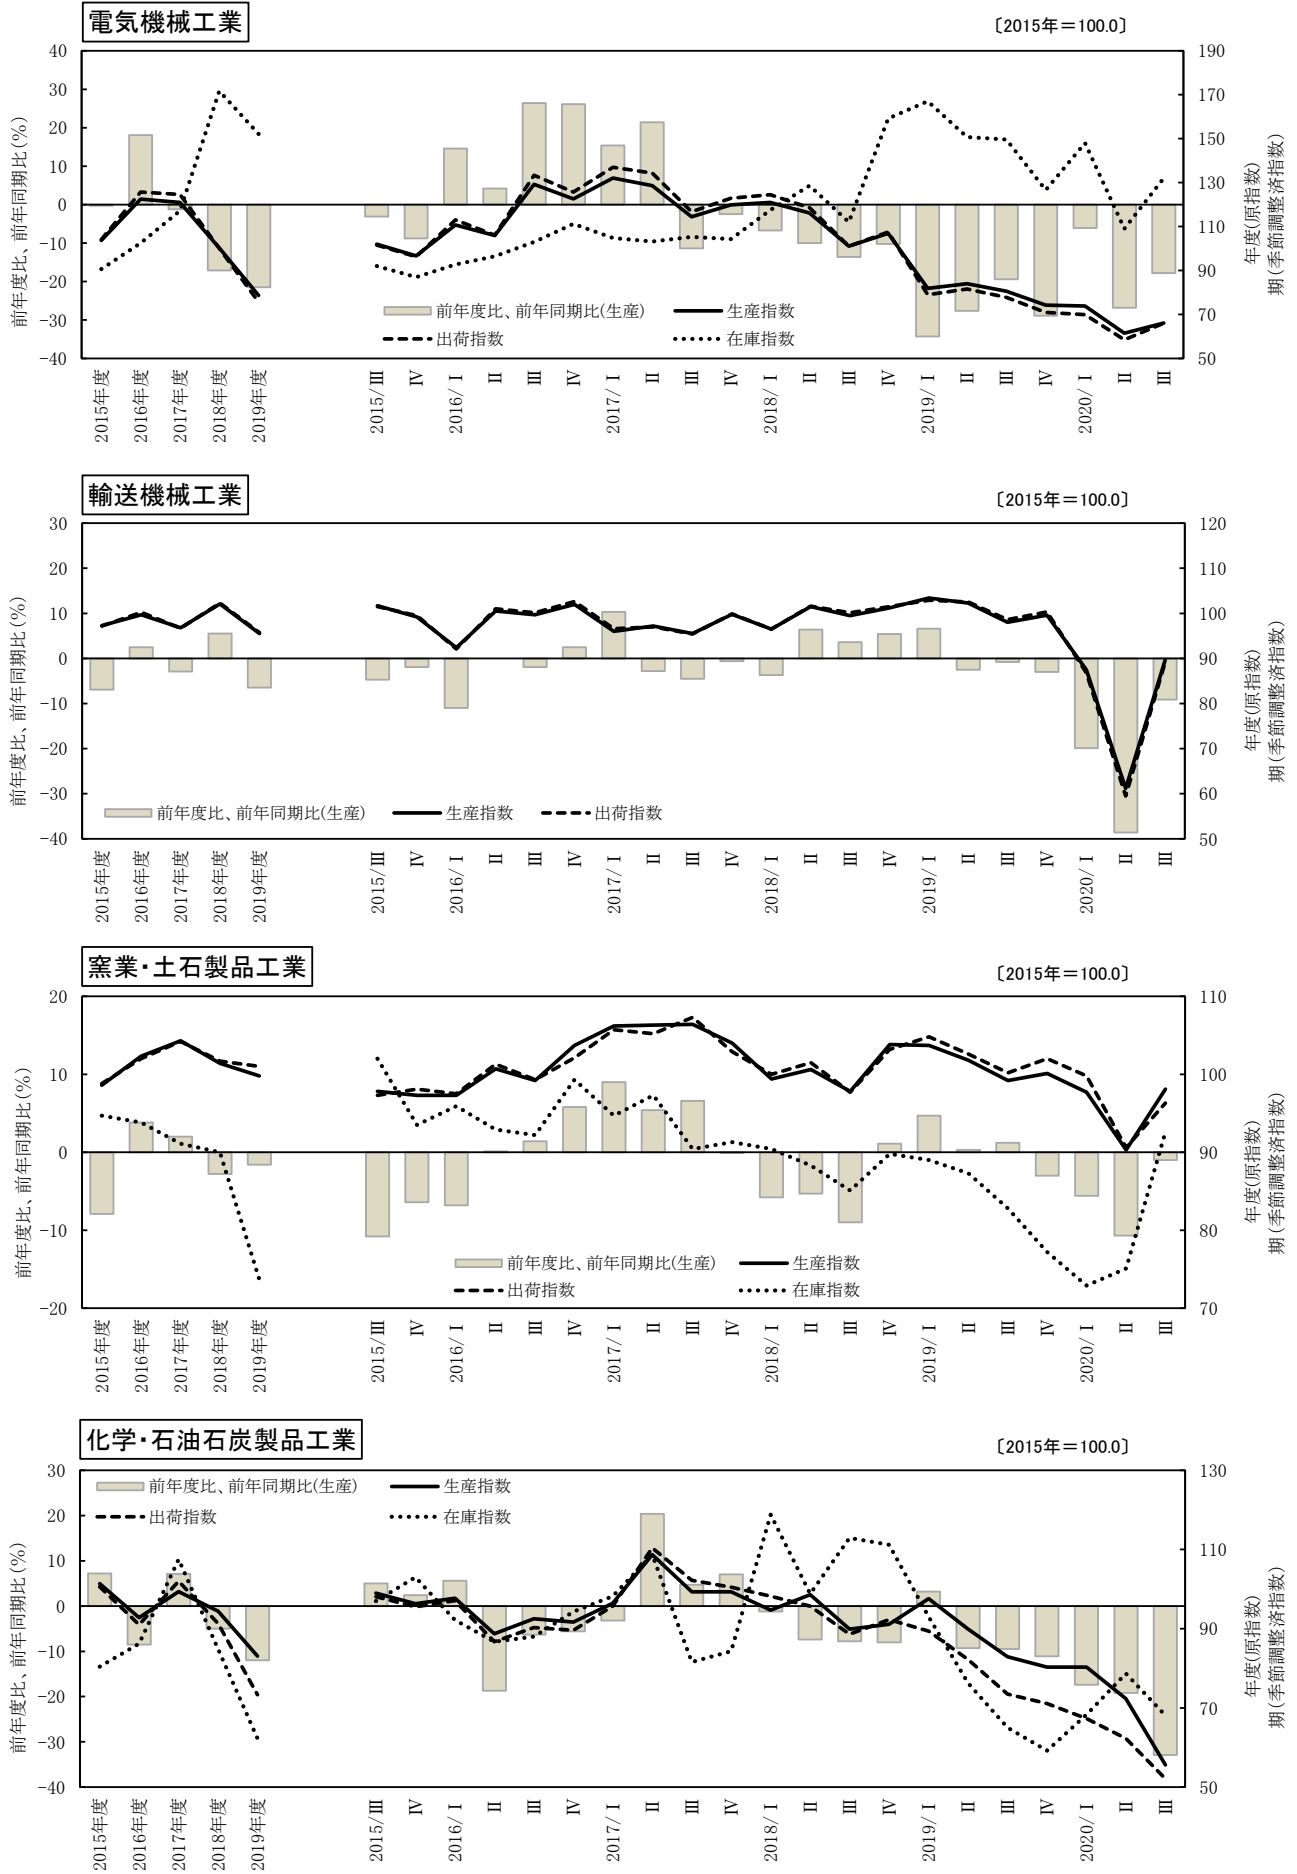 電気機械工業
〔2015年＝100.0〕
前年度比、前年同期比(%)
40
30
20
10
0
−10
−20
−30
−40
190
170
150
130
110
90
70
50
年度(原指数)
期(季節調整済指数)
前年度比、前年同期比(生産)
生産指数
出荷指数
在庫指数
2015年度
2016年度
2017年度
2018年度
2019年度
2015/Ⅲ
Ⅳ
2016/Ⅰ
Ⅱ
Ⅲ
Ⅳ
2017/Ⅰ
Ⅱ
Ⅲ
Ⅳ
2018/Ⅰ
Ⅱ
Ⅲ
Ⅳ
2019/Ⅰ
Ⅱ
Ⅲ
Ⅳ
2020/Ⅰ
Ⅱ
Ⅲ
輸送機械工業
〔2015年＝100.0〕
前年度比、前年同期比(%)
30
20
10
0
−10
−20
−30
−40
120
110
100
90
80
70
60
50
年度(原指数)
期(季節調整済指数)
前年度比、前年同期比(生産)
生産指数
出荷指数
2015年度
2016年度
2017年度
2018年度
2019年度
2015/Ⅲ
Ⅳ
2016/Ⅰ
Ⅱ
Ⅲ
Ⅳ
2017/Ⅰ
Ⅱ
Ⅲ
Ⅳ
2018/Ⅰ
Ⅱ
Ⅲ
Ⅳ
2019/Ⅰ
Ⅱ
Ⅲ
Ⅳ
2020/Ⅰ
Ⅱ
Ⅲ
窯業・土石製品工業
〔2015年＝100.0〕
前年度比、前年同期比(%)
20
10
0
−10
−20
110
100
90
80
70
年度(原指数)
期(季節調整済指数)
前年度比、前年同期比(生産)
生産指数
出荷指数
在庫指数
2015年度
2016年度
2017年度
2018年度
2019年度
2015/Ⅲ
Ⅳ
2016/Ⅰ
Ⅱ
Ⅲ
Ⅳ
2017/Ⅰ
Ⅱ
Ⅲ
Ⅳ
2018/Ⅰ
Ⅱ
Ⅲ
Ⅳ
2019/Ⅰ
Ⅱ
Ⅲ
Ⅳ
2020/Ⅰ
Ⅱ
Ⅲ
化学・石油石炭製品工業
〔2015年＝100.0〕
前年度比、前年同期比(%)
30
20
10
0
−10
−20
−30
−40
130
110
90
70
50
年度(原指数)
期(季節調整済指数)
前年度比、前年同期比(生産)
生産指数
出荷指数
在庫指数
2015年度
2016年度
2017年度
2018年度
2019年度
2015/Ⅲ
Ⅳ
2016/Ⅰ
Ⅱ
Ⅲ
Ⅳ
2017/Ⅰ
Ⅱ
Ⅲ
Ⅳ
2018/Ⅰ
Ⅱ
Ⅲ
Ⅳ
2019/Ⅰ
Ⅱ
Ⅲ
Ⅳ
2020/Ⅰ
Ⅱ
Ⅲ